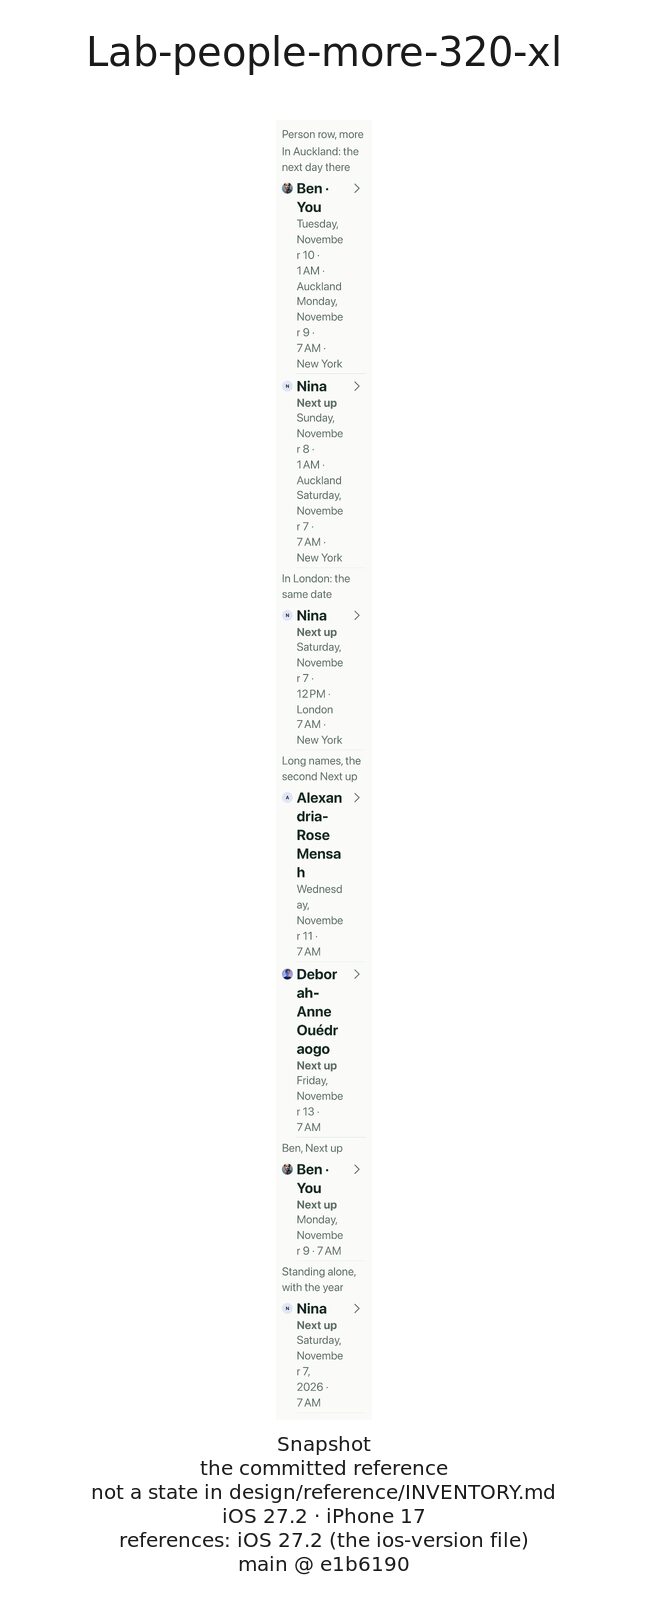 Lab-people-more-320-xl
Person row, more
In Auckland: the
next day there
Ben ·
You
Tuesday,
Novembe
r 10 ·
1 AM ·
Auckland
Monday,
Novembe
r 9 ·
7 AM ·
New York
N
Nina
Next up
Sunday,
Novembe
r 8 ·
1 AM ·
Auckland
Saturday,
Novembe
r 7 ·
7 AM ·
New York
In London: the
same date
N
Nina
Next up
Saturday,
Novembe
r 7 ·
12 PM ·
London
7 AM ·
New York
Long names, the
second Next up
A
Alexan
dria-
Rose
Mensa
h
Wednesd
ay,
Novembe
r 11 ·
7 AM
Debor
ah-
Anne
Ouédr
aogo
Next up
Friday,
Novembe
r 13 ·
7 AM
Ben, Next up
Ben ·
You
Next up
Monday,
Novembe
r 9 · 7 AM
Standing alone,
with the year
N
Nina
Next up
Saturday,
Novembe
r 7,
2026 ·
7 AM
Snapshot
the committed reference
not a state in design/reference/INVENTORY.md
iOS 27.2 · iPhone 17
references: iOS 27.2 (the ios-version file)
main @ e1b6190